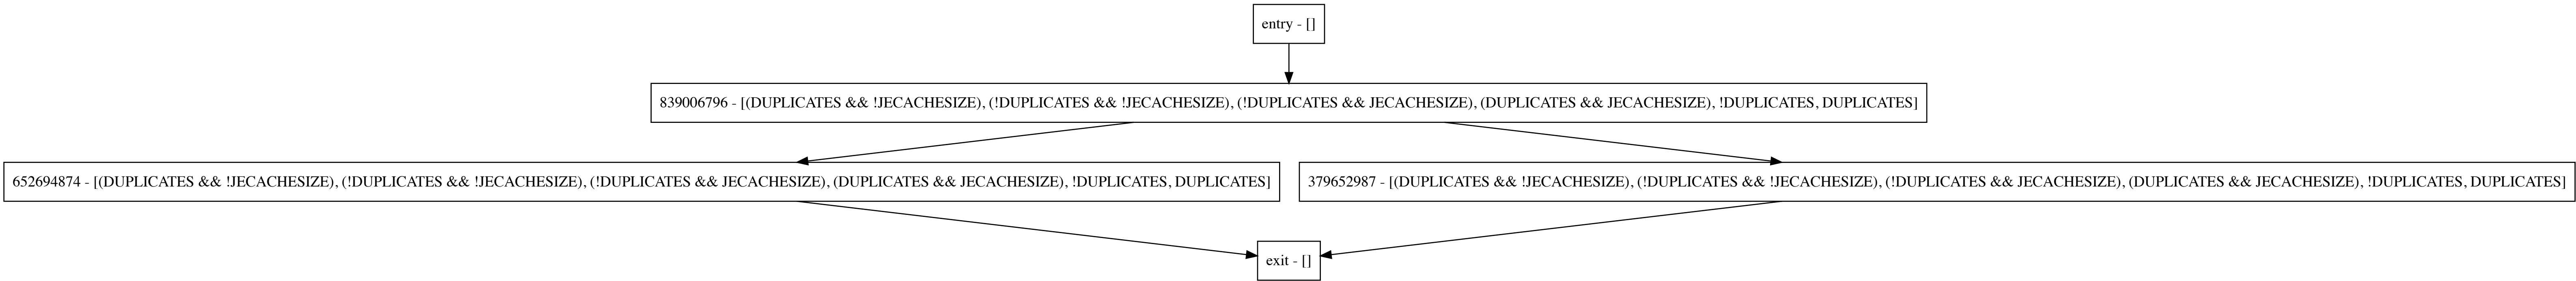 entry - []
839006796 - [(DUPLICATES && !JECACHESIZE), (!DUPLICATES && !JECACHESIZE), (!DUPLICATES && JECACHESIZE), (DUPLICATES && JECACHESIZE), !DUPLICATES, DUPLICATES]
652694874 - [(DUPLICATES && !JECACHESIZE), (!DUPLICATES && !JECACHESIZE), (!DUPLICATES && JECACHESIZE), (DUPLICATES && JECACHESIZE), !DUPLICATES, DUPLICATES]
379652987 - [(DUPLICATES && !JECACHESIZE), (!DUPLICATES && !JECACHESIZE), (!DUPLICATES && JECACHESIZE), (DUPLICATES && JECACHESIZE), !DUPLICATES, DUPLICATES]
exit - []